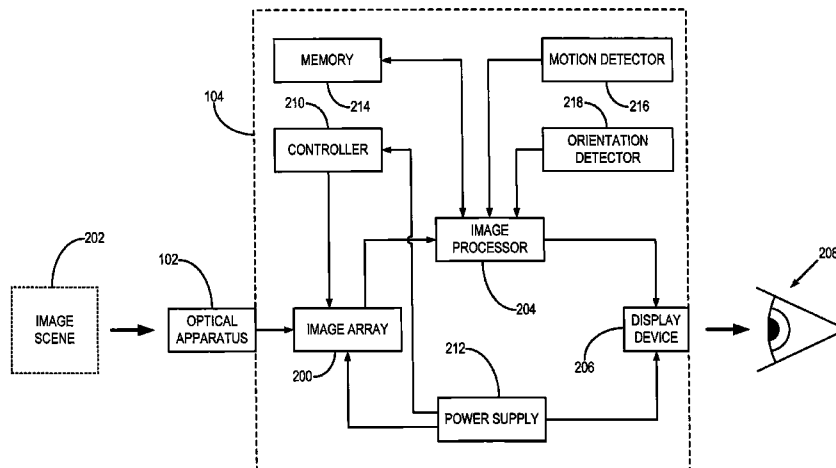 MEMORY
MOTION DETECTOR
210
214
216
104
218
CONTROLLER
ORIENTATION
DETECTOR
202
IMAGE
PROCESSOR
208
102
204
IMAGE
SCENE
OPTICAL
APPARATUS
IMAGE ARRAY
DISPLAY
DEVICE
200
212
206
POWER SUPPLY